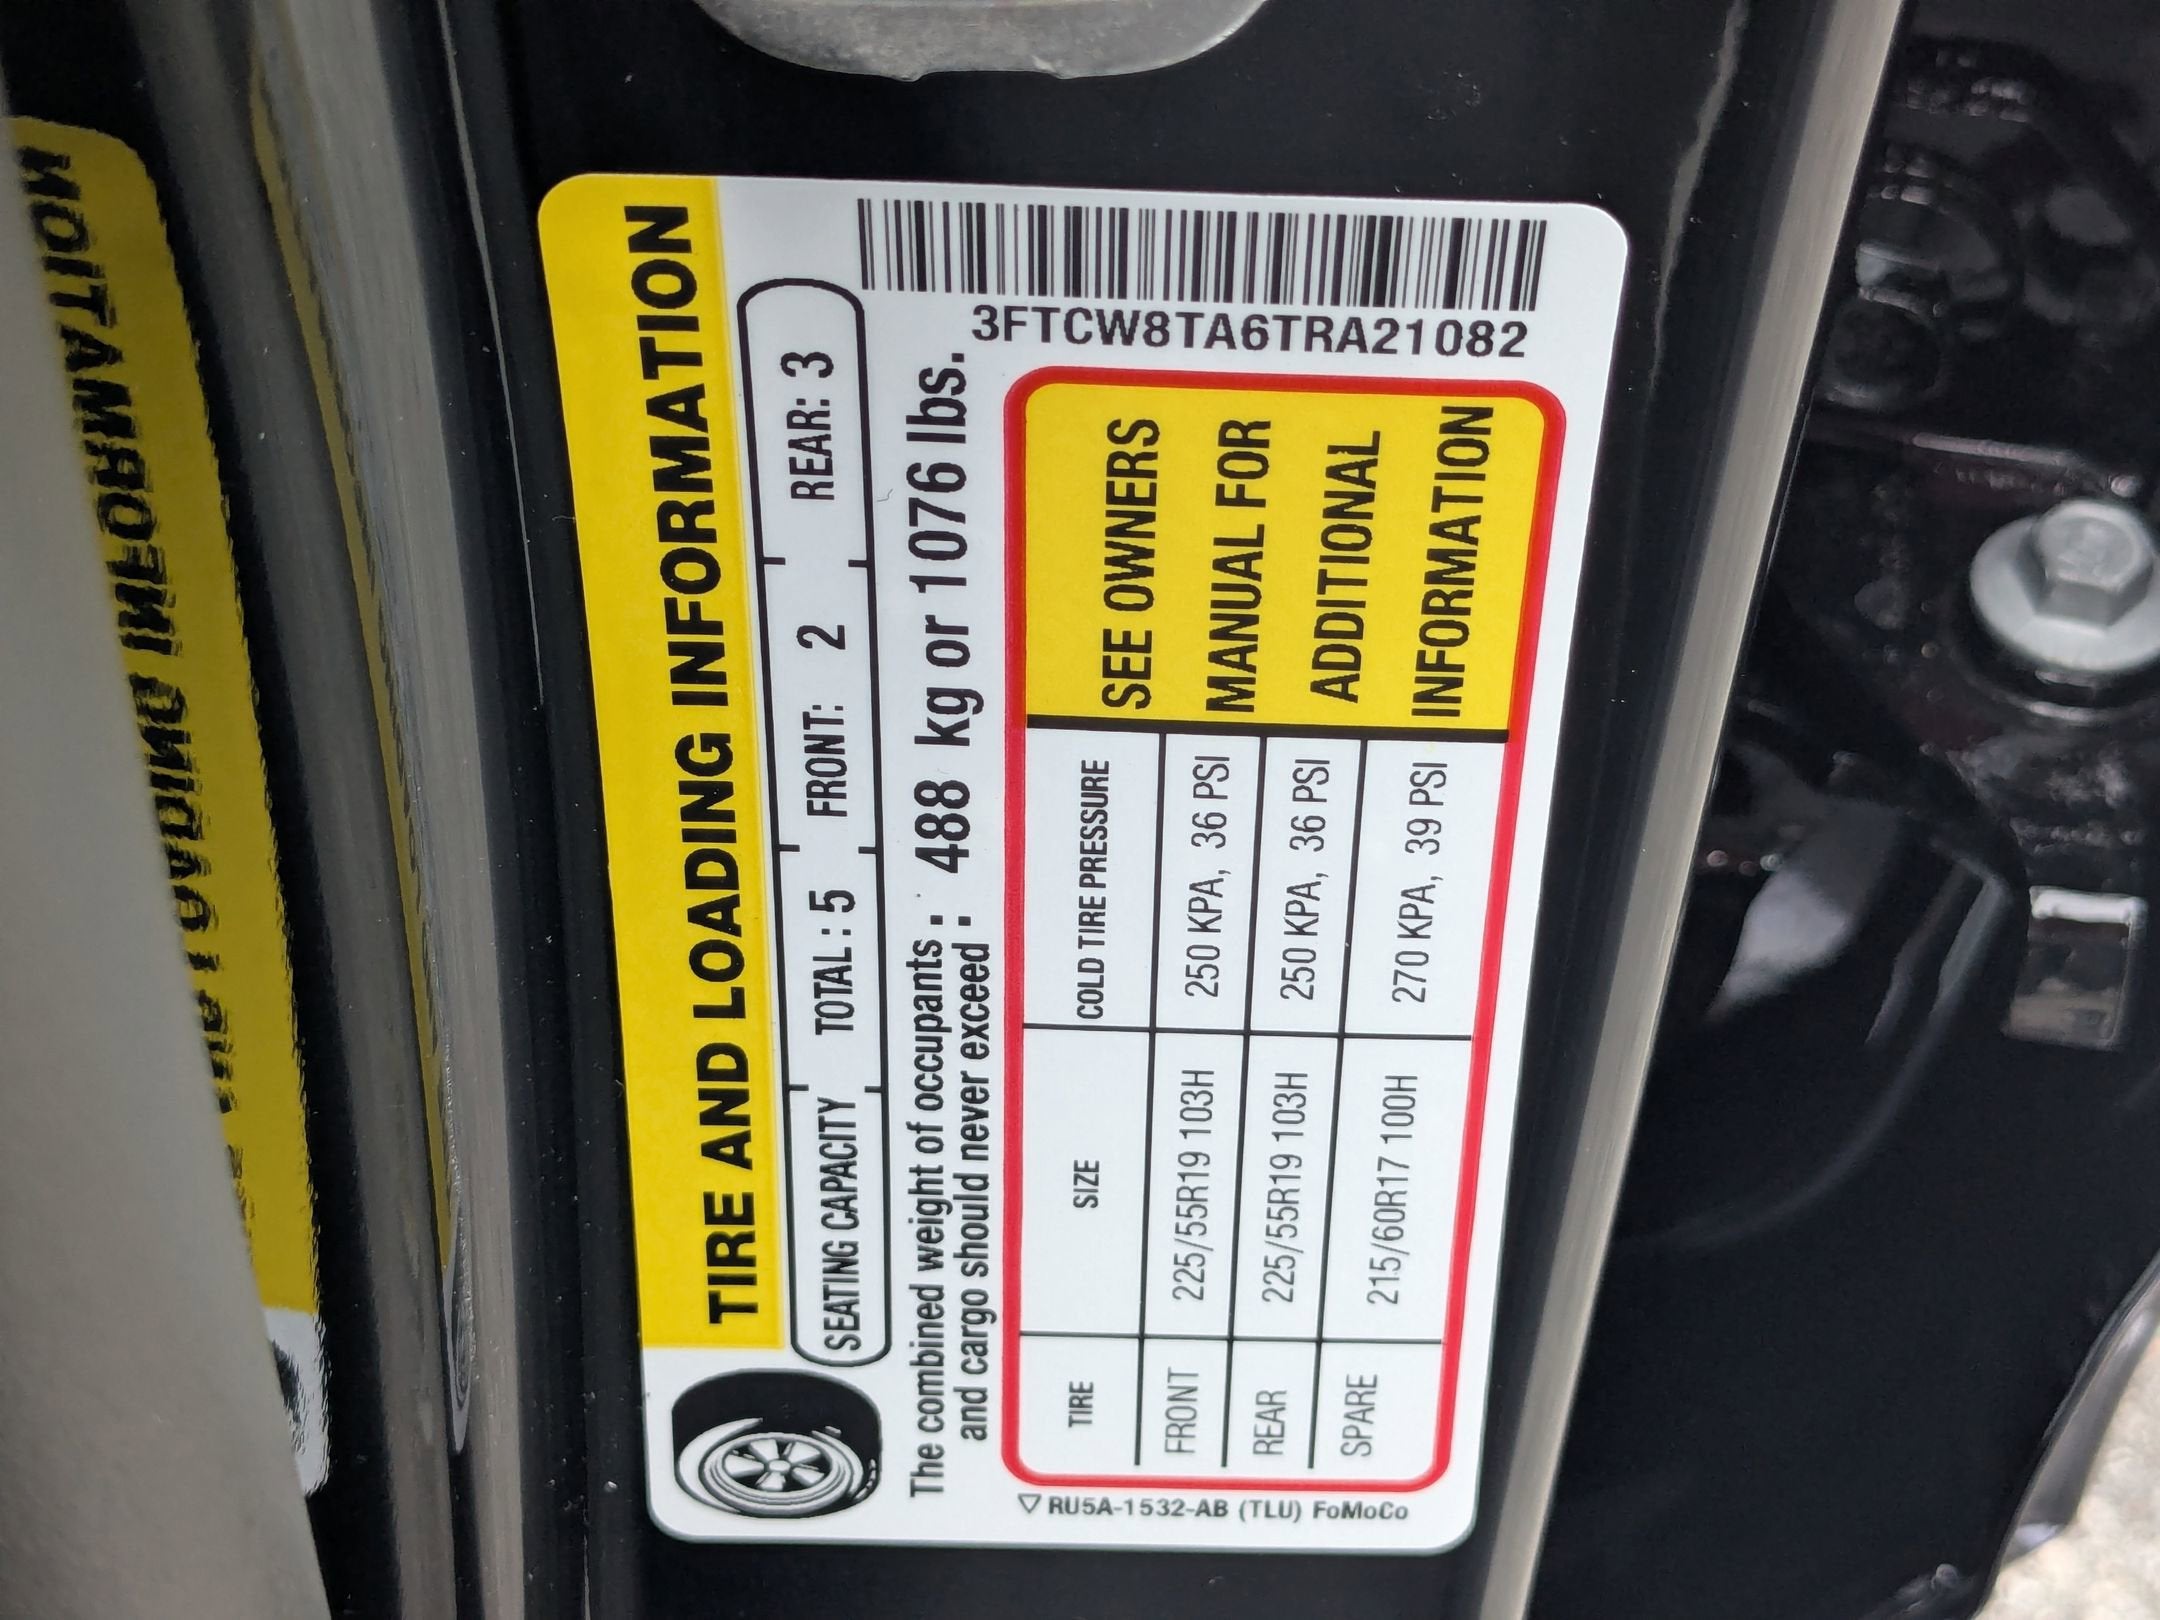 TIRE AND LOADING INFORMATION
SEATING CAPACITY TOTAL : 5 FRONT: 2 REAR: 3
The combined weight of occupants : 488 kg or 1076 lbs.
and cargo should never exceed :
3FTCW8TA6TRA21082
TIRE SIZE COLD TIRE PRESSURE
FRONT 225/55R19 103H 250 KPA, 36 PSI
REAR 225/55R19 103H 250 KPA, 36 PSI
SPARE 215/60R17 100H 270 KPA, 39 PSI
SEE OWNERS
MANUAL FOR
ADDITIONAL
INFORMATION
RU5A-1532-AB (TLU) FoMoCo